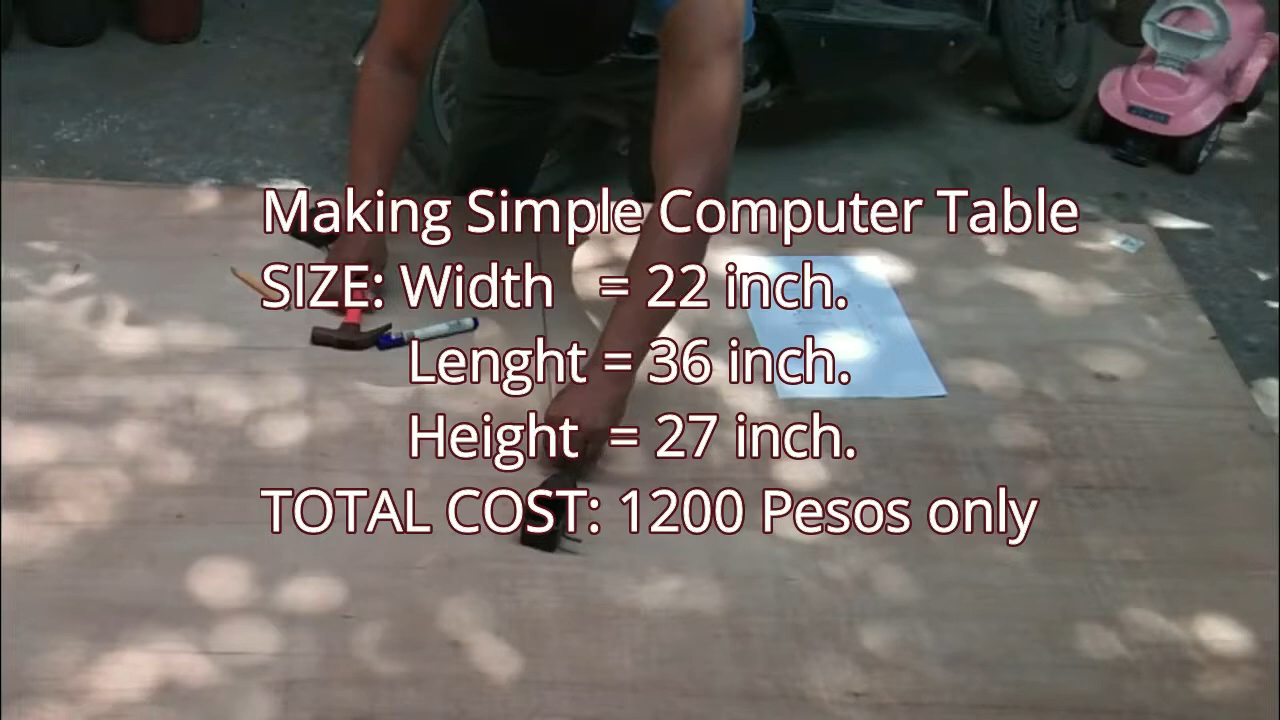 Making Simple Computer Table
SIZE: Width = 22 inch.
Lenght = 36 inch.
Height = 27 inch.
TOTAL COST: 1200 Pesos only